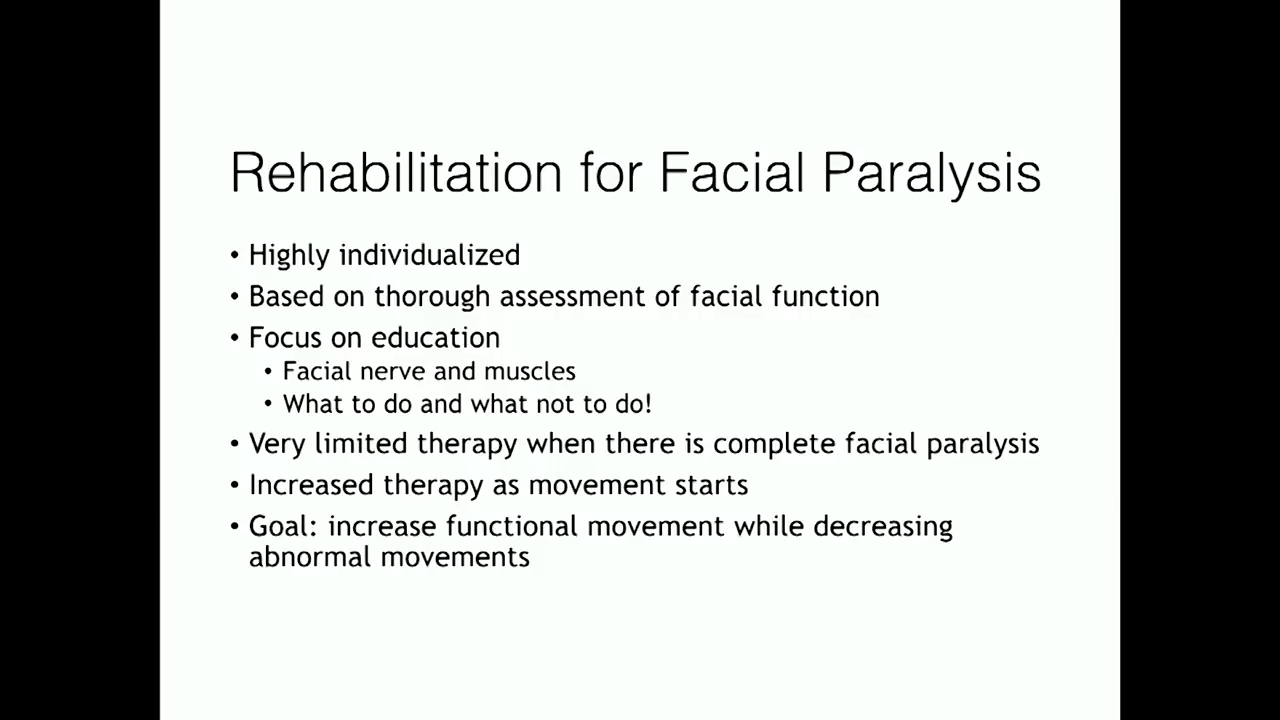 Rehabilitation for Facial Paralysis
• Highly individualized
• Based on thorough assessment of facial function
• Focus on education
• Facial nerve and muscles
• What to do and what not to do!
• Very limited therapy when there is complete facial paralysis
• Increased therapy as movement starts
• Goal: increase functional movement while decreasing
abnormal movements